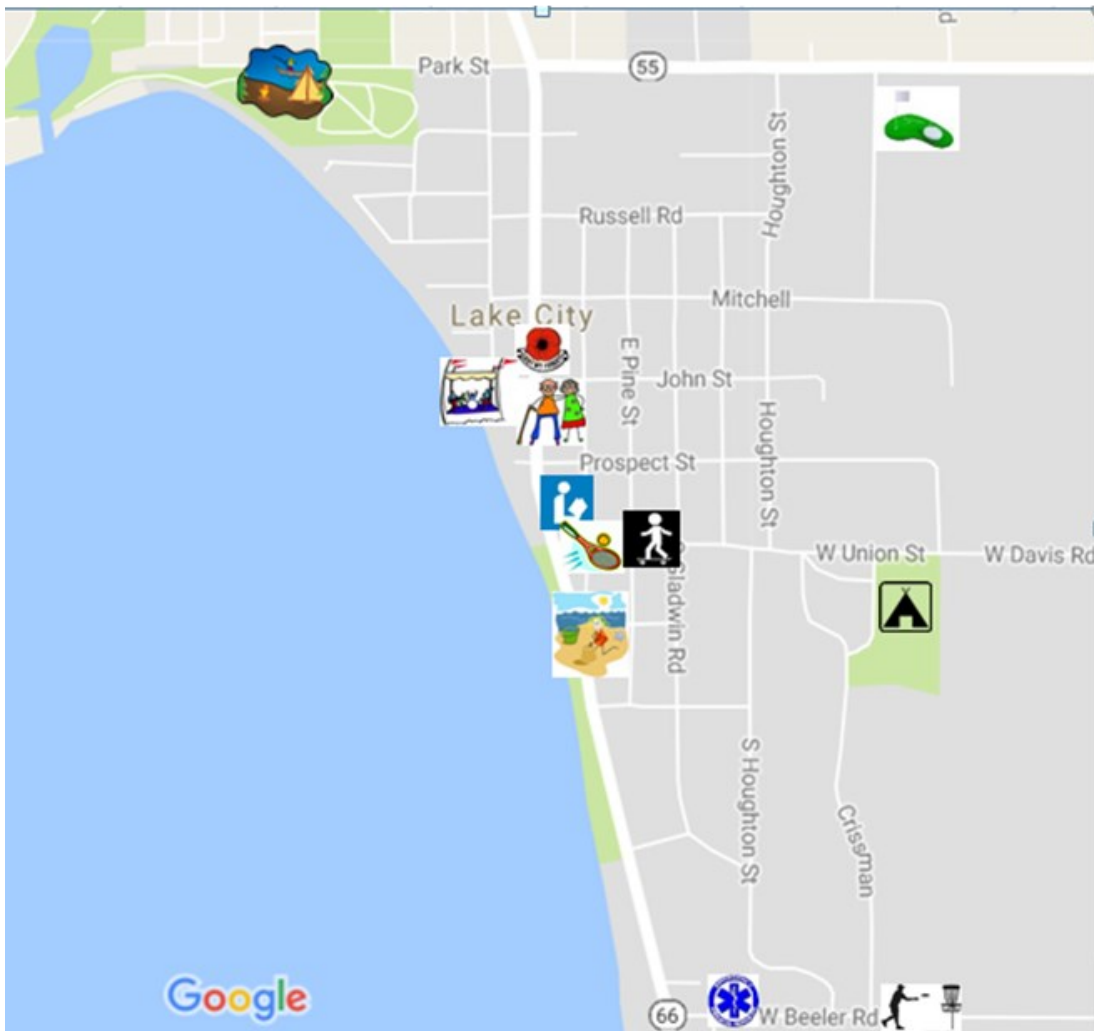 Park St
55
Houghton St
Russell Rd
Mitchell
Lake City
E Pine St
John St
Houghton St
Prospect St
W Union St
W Davis Rd
Gladwin Rd
S Houghton St
Crissman
Google
66
W Beeler Rd